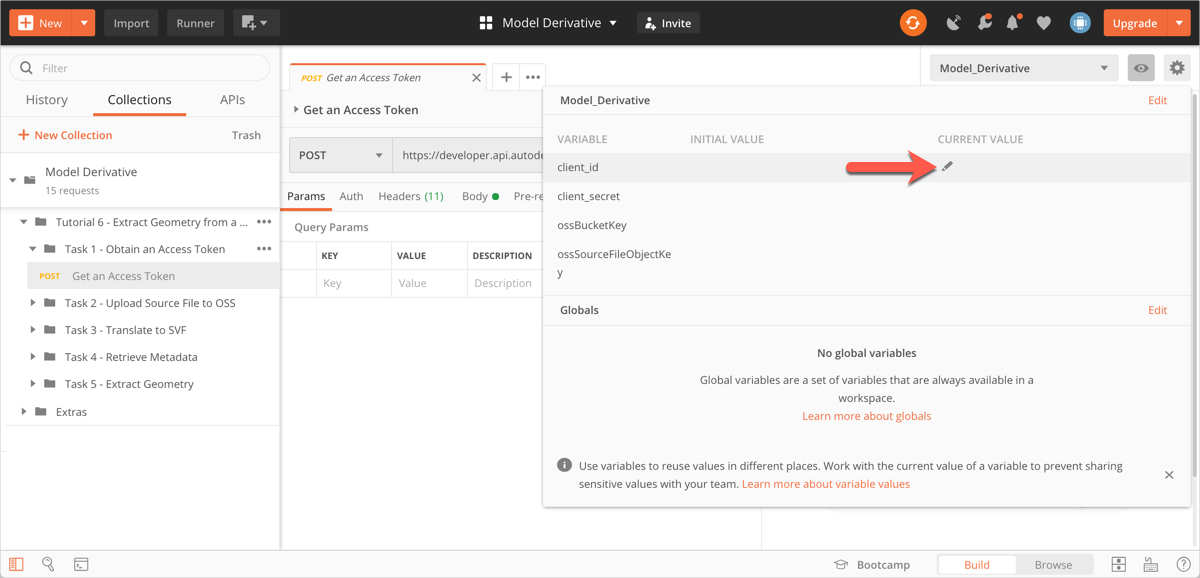 New
Import
Runner
Model Derivative
Invite
Upgrade
Filter
History
Collections
APIs
New Collection
Trash
Model Derivative
15 requests
Tutorial 6 - Extract Geometry from a ...
Task 1 - Obtain an Access Token
POST Get an Access Token
Task 2 - Upload Source File to OSS
Task 3 - Translate to SVF
Task 4 - Retrieve Metadata
Task 5 - Extract Geometry
Extras
POST Get an Access Token
Get an Access Token
POST
https://developer.api.autode
Params
Auth
Headers (11)
Body
Pre-re
Query Params
KEY
VALUE
DESCRIPTION
Key
Value
Description
Model_Derivative
Model_Derivative
Edit
VARIABLE
INITIAL VALUE
CURRENT VALUE
client_id
client_secret
ossBucketKey
ossSourceFileObjectKe
y
Globals
Edit
No global variables
Global variables are a set of variables that are always available in a
workspace.
Learn more about globals
Use variables to reuse values in different places. Work with the current value of a variable to prevent sharing
sensitive values with your team. Learn more about variable values
Bootcamp
Build
Browse